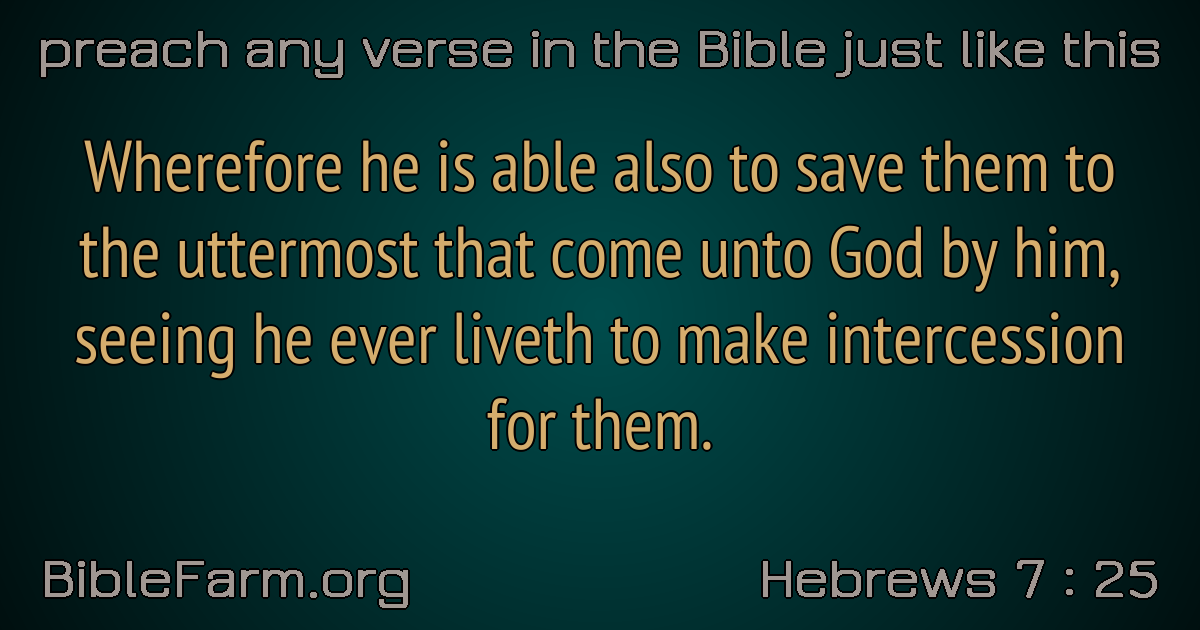 preach any verse in the Bible just like this
Wherefore he is able also to save them to
the uttermost that come unto God by him,
seeing he ever liveth to make intercession
for them.
BibleFarm.org
Hebrews 7 : 25